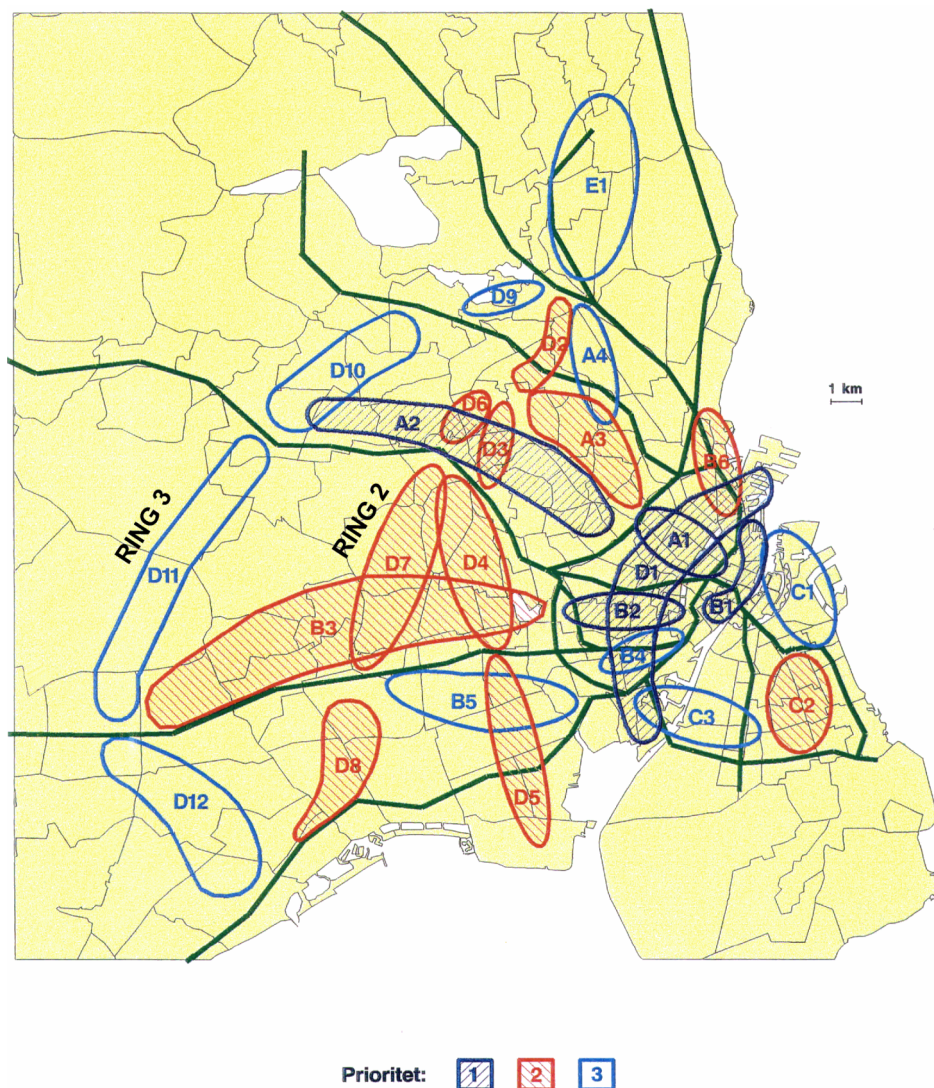 E1
D9
D2
A4
D10
D6
A2
A3
D3
B6
1 km
RING 3
RING 2
A1
D11
D7
D4
D1
C1
B2
B1
B3
B4
B5
C3
C2
D8
D12
D5
Prioritet: 1 2 3